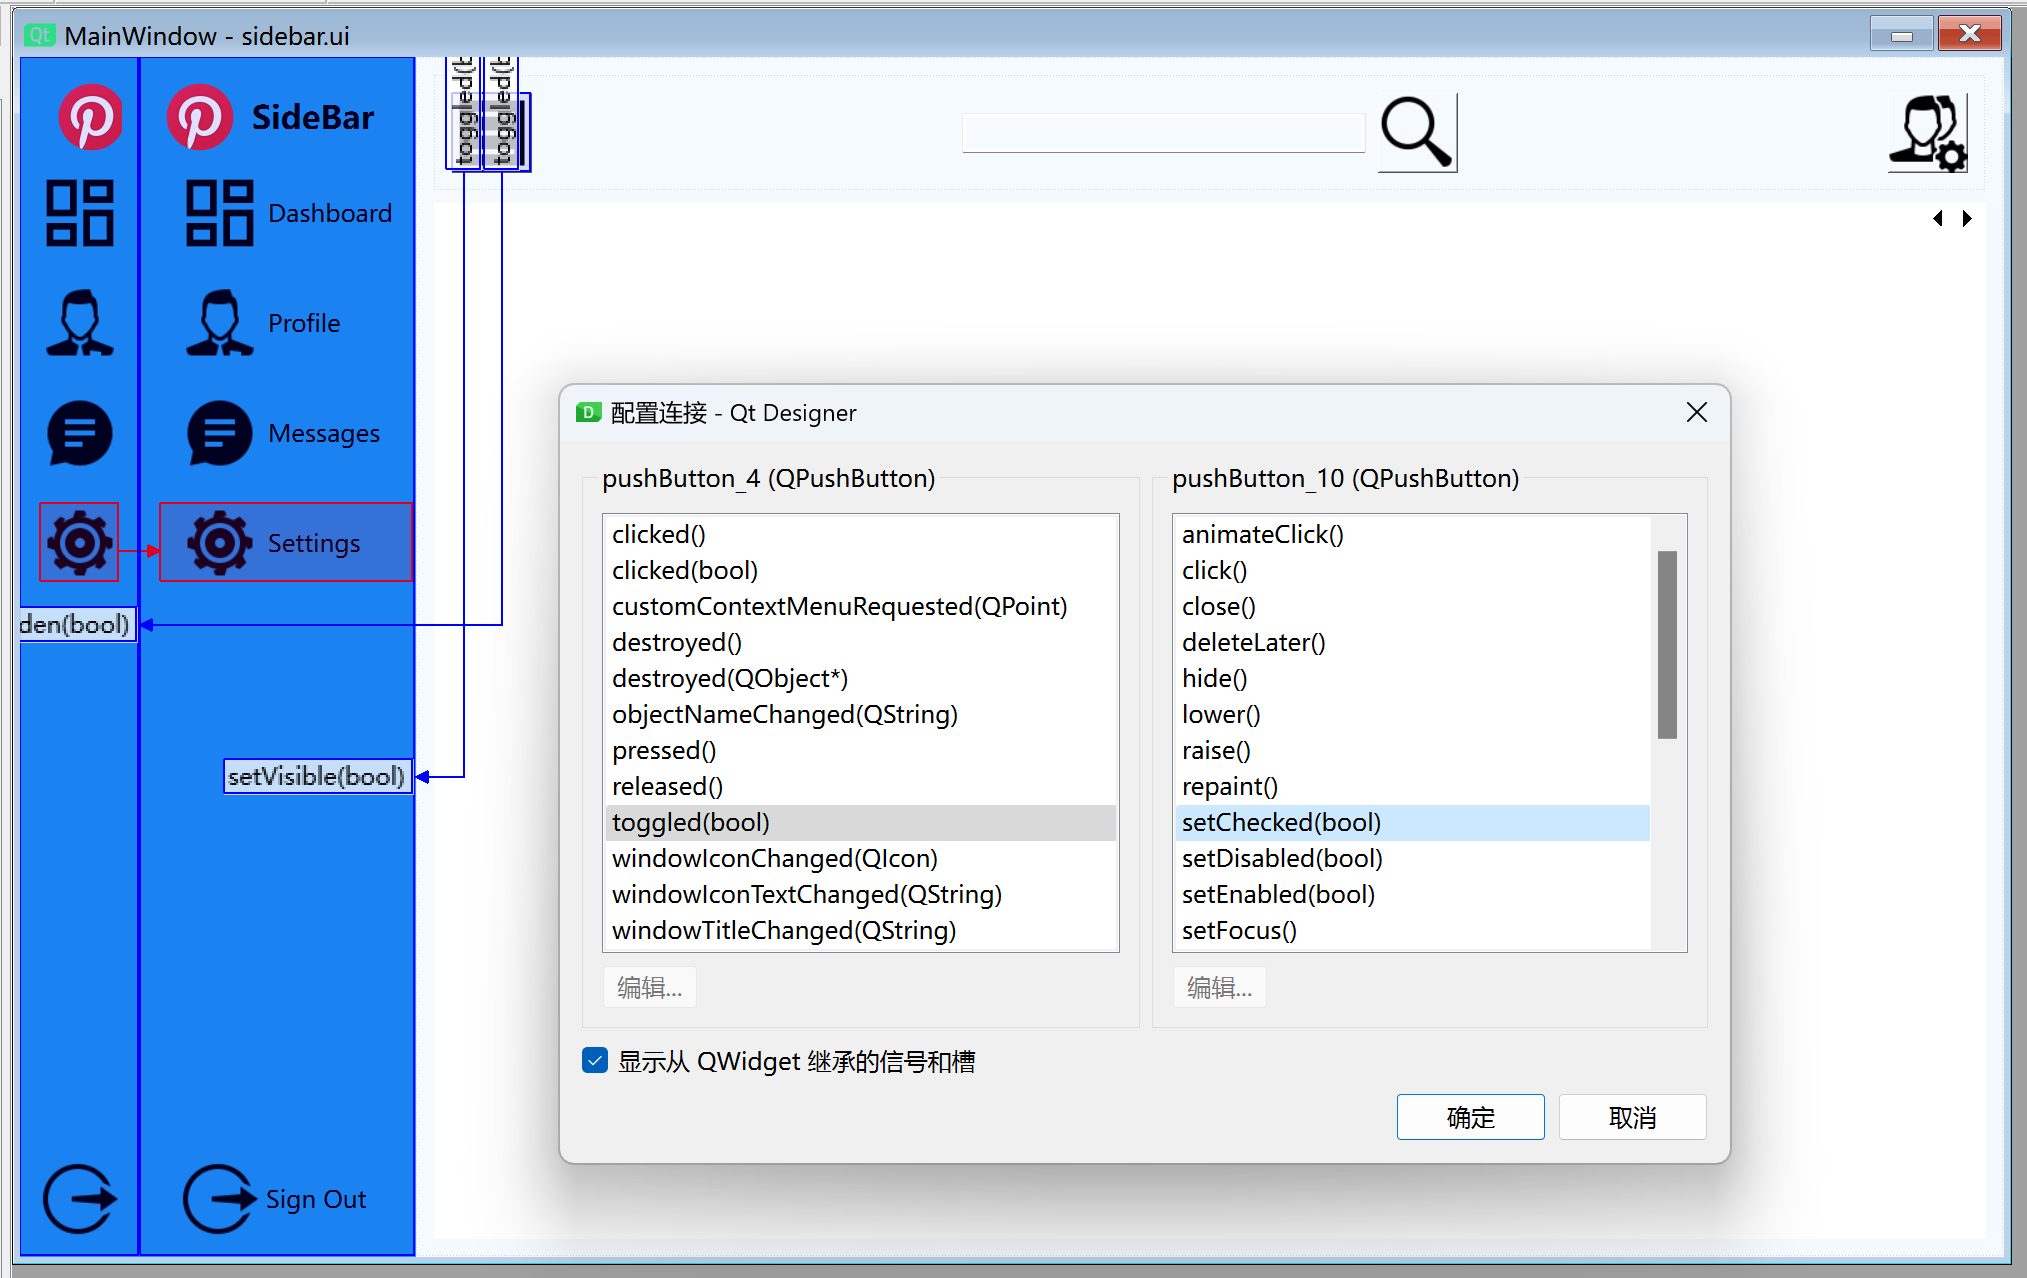 MainWindow - sidebar.ui
SideBar
Dashboard
Profile
Messages
Settings
Sign Out
toggled(b
toggled(b
den(bool)
setVisible(bool)
配置连接 - Qt Designer
pushButton_4 (QPushButton)
clicked()
clicked(bool)
customContextMenuRequested(QPoint)
destroyed()
destroyed(QObject*)
objectNameChanged(QString)
pressed()
released()
toggled(bool)
windowIconChanged(QIcon)
windowIconTextChanged(QString)
windowTitleChanged(QString)
编辑...
pushButton_10 (QPushButton)
animateClick()
click()
close()
deleteLater()
hide()
lower()
raise()
repaint()
setChecked(bool)
setDisabled(bool)
setEnabled(bool)
setFocus()
编辑...
显示从 QWidget 继承的信号和槽
确定
取消